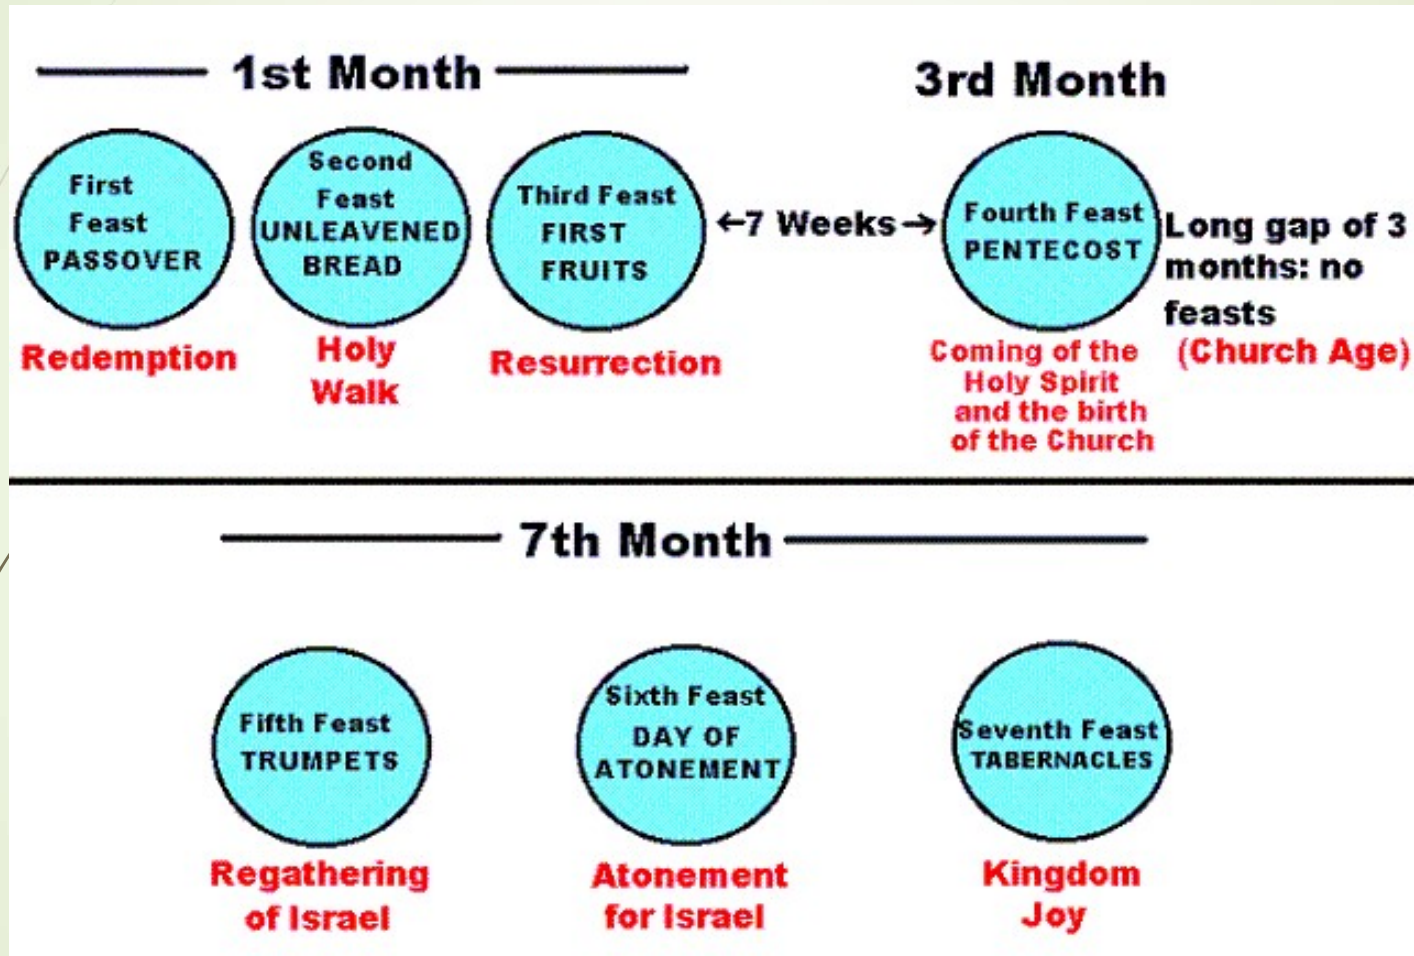 1st Month
3rd Month
First
Feast
PASSOVER
Redemption
Second
Feast
UNLEAVENED
BREAD
Holy
Walk
Third Feast
FIRST
FRUITS
Resurrection
←7 Weeks→
Fourth Feast
PENTECOST
Coming of the
Holy Spirit
and the birth
of the Church
Long gap of 3
months: no
feasts
(Church Age)
7th Month
Fifth Feast
TRUMPETS
Regathering
of Israel
Sixth Feast
DAY OF
ATONEMENT
Atonement
for Israel
Seventh Feast
TABERNACLES
Kingdom
Joy